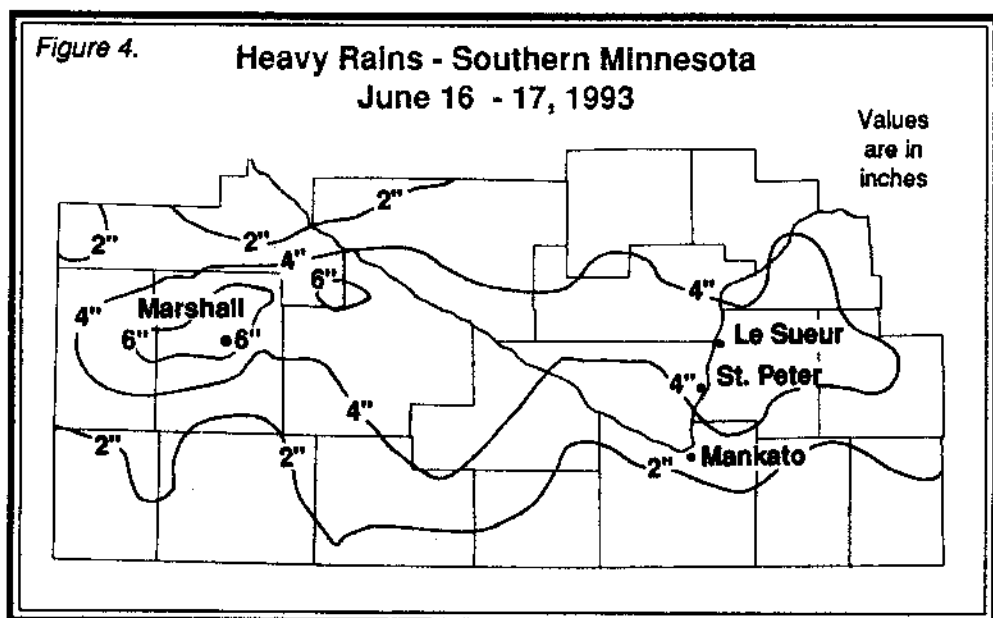 Figure 4.
Heavy Rains - Southern Minnesota
June 16 - 17, 1993
Values
are in
inches
2"
2"
2"
4"
6"
4"
Marshall
4"
6"
6"
Le Sueur
4"
St. Peter
4"
2"
2"
2"
Mankato